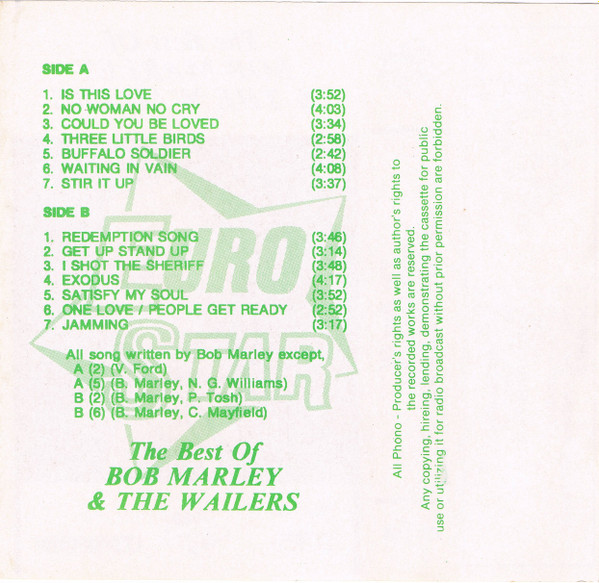 SIDE A
1. IS THIS LOVE (3:52)
2. NO WOMAN NO CRY (4:03)
3. COULD YOU BE LOVED (3:34)
4. THREE LITTLE BIRDS (2:58)
5. BUFFALO SOLDIER (2:42)
6. WAITING IN VAIN (4:08)
7. STIR IT UP (3:37)
SIDE B
1. REDEMPTION SONG (3:46)
2. GET UP STAND UP (3:14)
3. I SHOT THE SHERIFF (3:48)
4. EXODUS (4:17)
5. SATISFY MY SOUL (3:52)
6. ONE LOVE / PEOPLE GET READY (2:52)
7. JAMMING (3:17)
EURO
STAR
All song written by Bob Marley except,
A (2) (V. Ford)
A (5) (B. Marley, N. G. Williams)
B (2) (B. Marley, P. Tosh)
B (6) (B. Marley, C. Mayfield)
The Best Of
BOB MARLEY
& THE WAILERS
All Phono - Producer's rights as well as author's rights to
the recorded works are reserved.
Any copying, hireing, lending, demonstrating the cassette for public
use or utilizing it for radio broadcast without prior permission are forbidden.